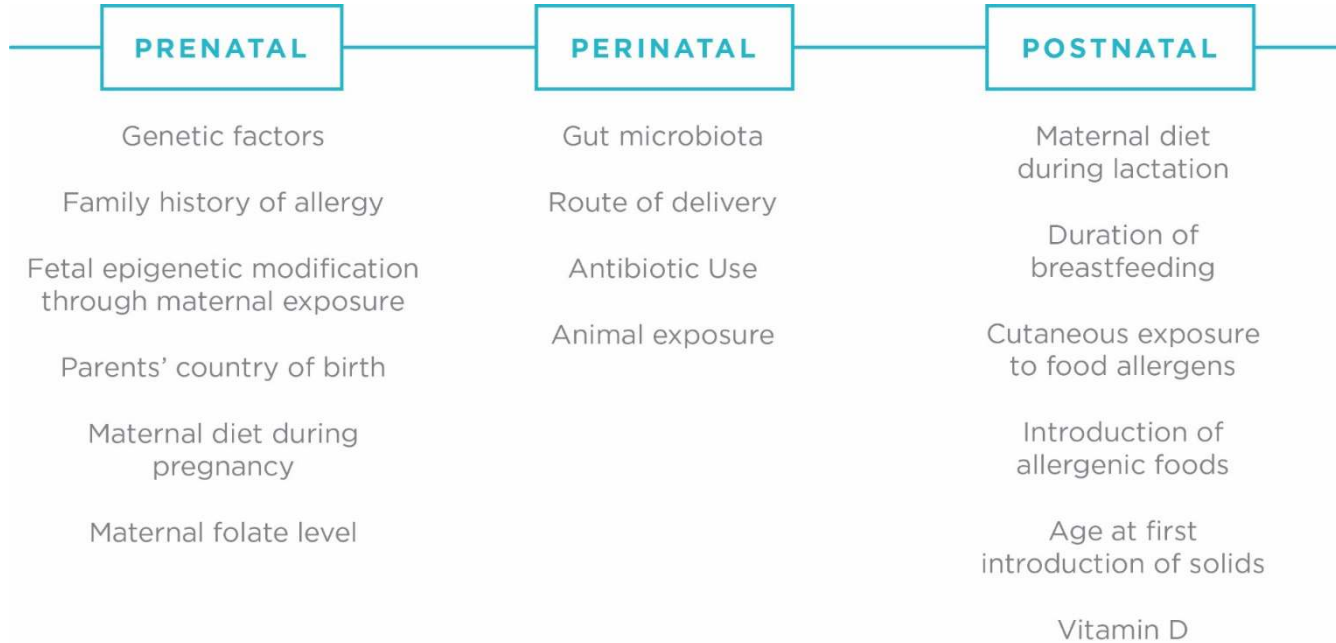 PRENATAL
Genetic factors
Family history of allergy
Fetal epigenetic modification
through maternal exposure
Parents’ country of birth
Maternal diet during
pregnancy
Maternal folate level
PERINATAL
Gut microbiota
Route of delivery
Antibiotic Use
Animal exposure
POSTNATAL
Maternal diet
during lactation
Duration of
breastfeeding
Cutaneous exposure
to food allergens
Introduction of
allergenic foods
Age at first
introduction of solids
Vitamin D